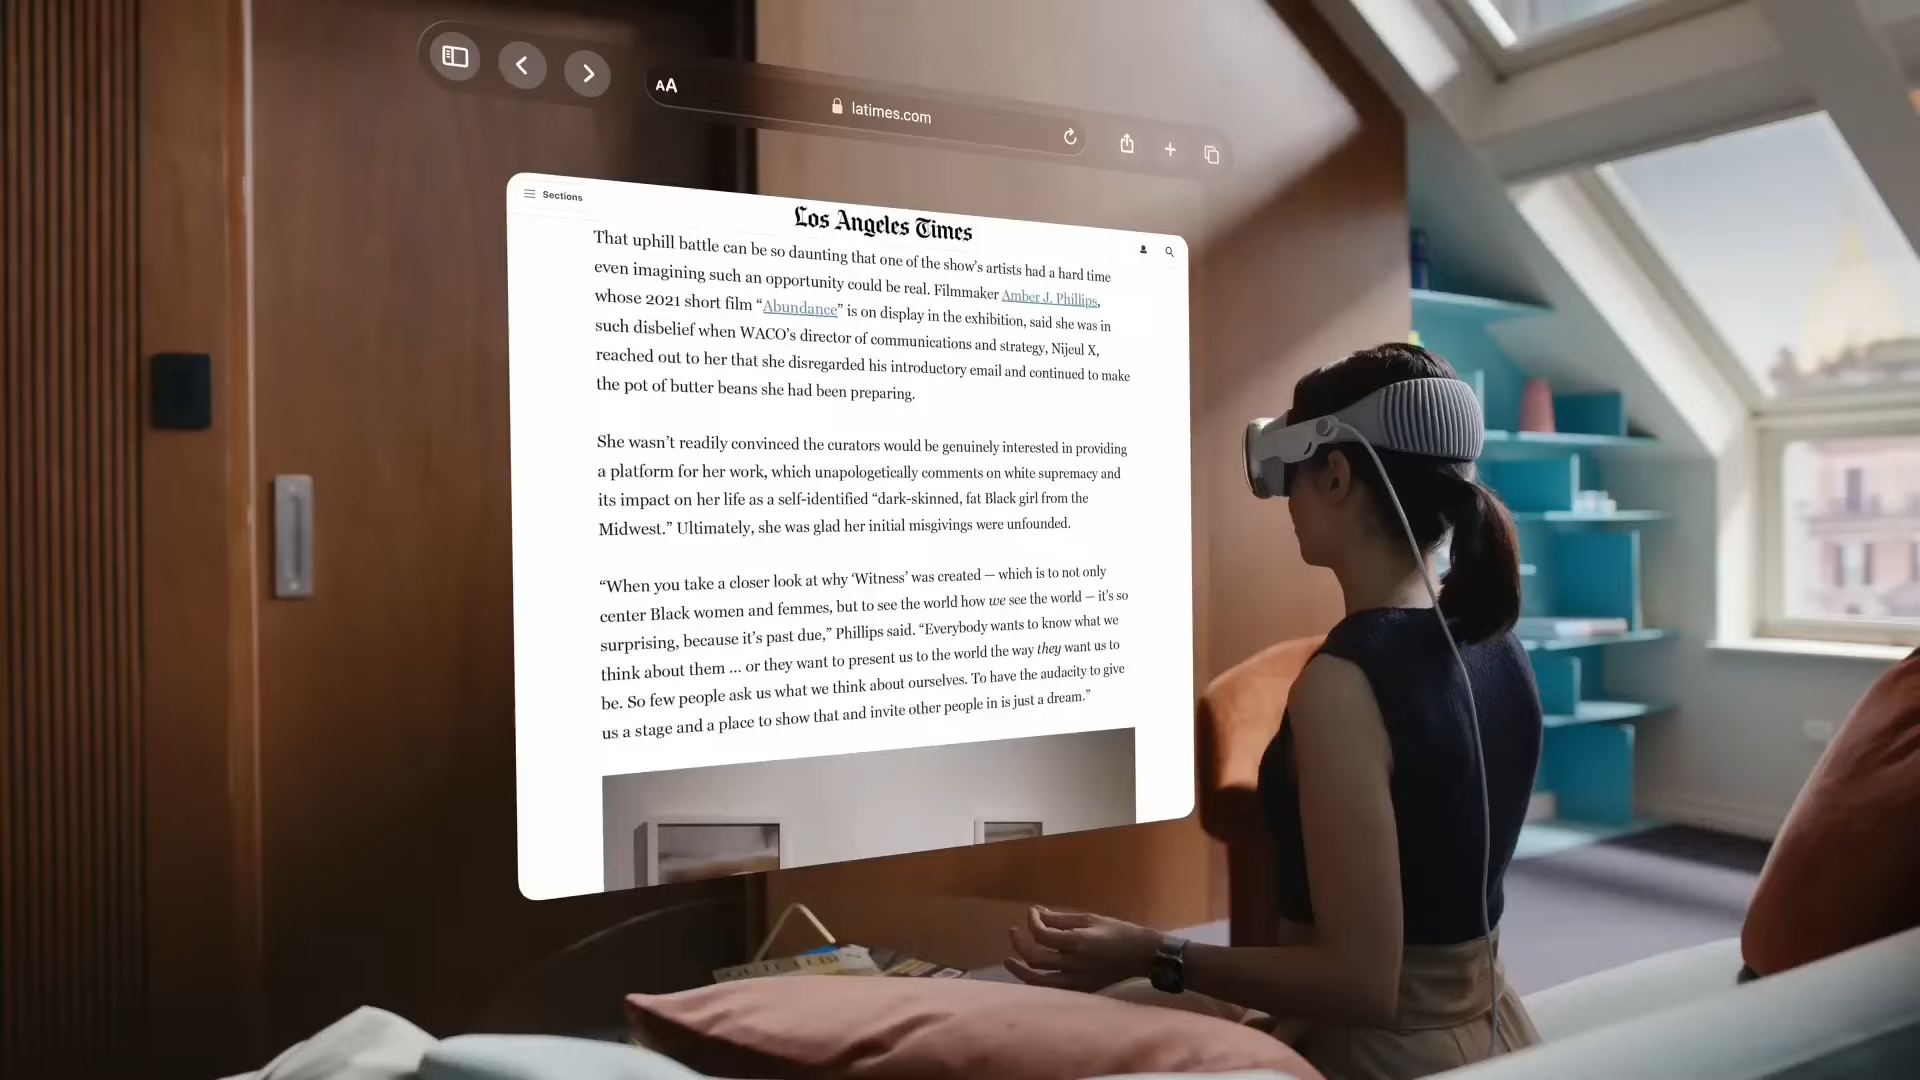 AA
latimes.com
Sections
Los Angeles Times
That uphill battle can be so daunting that one of the show's artists had a hard time
even imagining such an opportunity could be real. Filmmaker Amber J. Phillips,
whose 2021 short film “Abundance” is on display in the exhibition, said she was in
such disbelief when WACO’s director of communications and strategy, Nijeul X,
reached out to her that she disregarded his introductory email and continued to make
the pot of butter beans she had been preparing.
She wasn’t readily convinced the curators would be genuinely interested in providing
a platform for her work, which unapologetically comments on white supremacy and
its impact on her life as a self-identified “dark-skinned, fat Black girl from the
Midwest.” Ultimately, she was glad her initial misgivings were unfounded.
“When you take a closer look at why ‘Witness’ was created — which is to not only
center Black women and femmes, but to see the world how we see the world — it’s so
surprising, because it’s past due,” Phillips said. “Everybody wants to know what we
think about them ... or they want to present us to the world the way they want us to
be. So few people ask us what we think about ourselves. To have the audacity to give
us a stage and a place to show that and invite other people in is just a dream.”